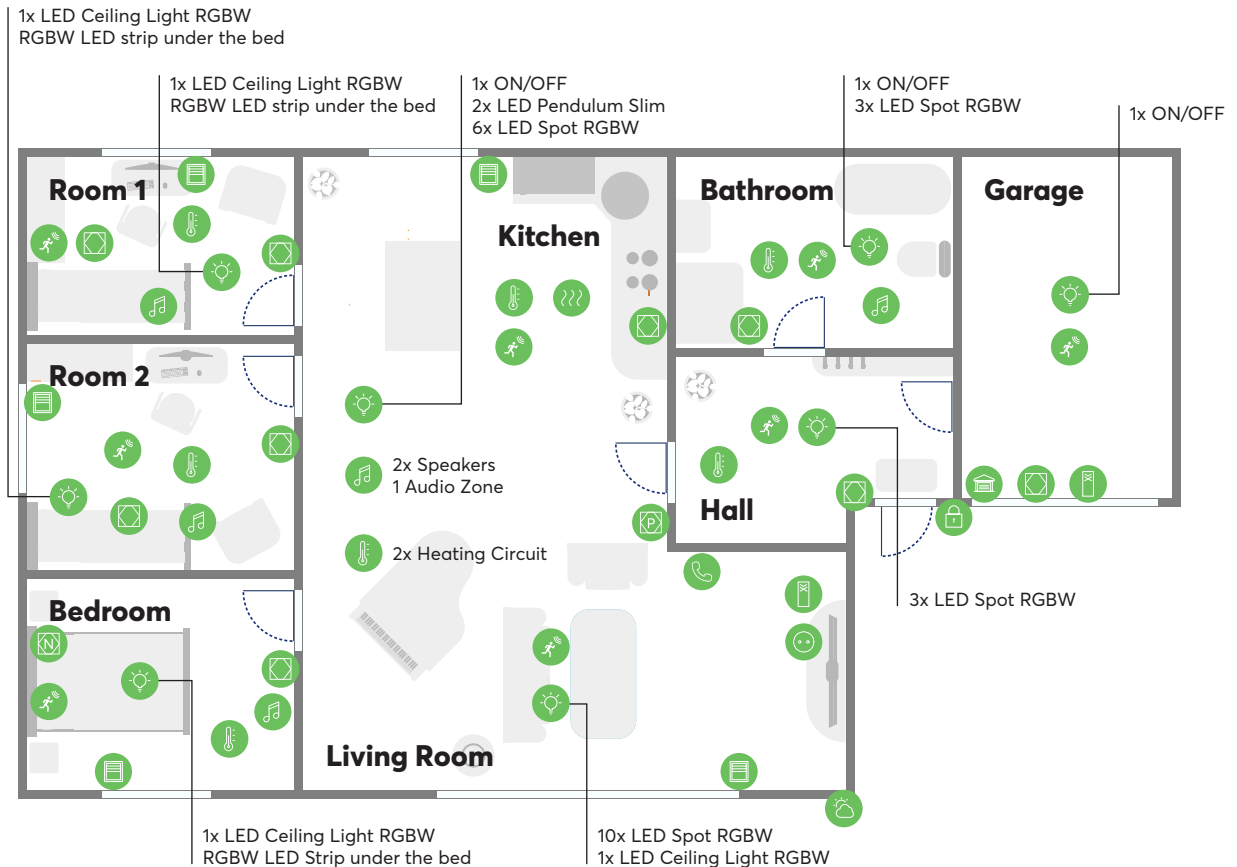 1x LED Ceiling Light RGBW
RGBW LED strip under the bed
1x LED Ceiling Light RGBW
RGBW LED strip under the bed
1x ON/OFF
2x LED Pendulum Slim
6x LED Spot RGBW
1x ON/OFF
3x LED Spot RGBW
1x ON/OFF
Room 1
Kitchen
Bathroom
Garage
Room 2
2x Speakers
1 Audio Zone
P
Hall
2x Heating Circuit
3x LED Spot RGBW
Bedroom
N
Living Room
1x LED Ceiling Light RGBW
RGBW LED Strip under the bed
10x LED Spot RGBW
1x LED Ceiling Light RGBW